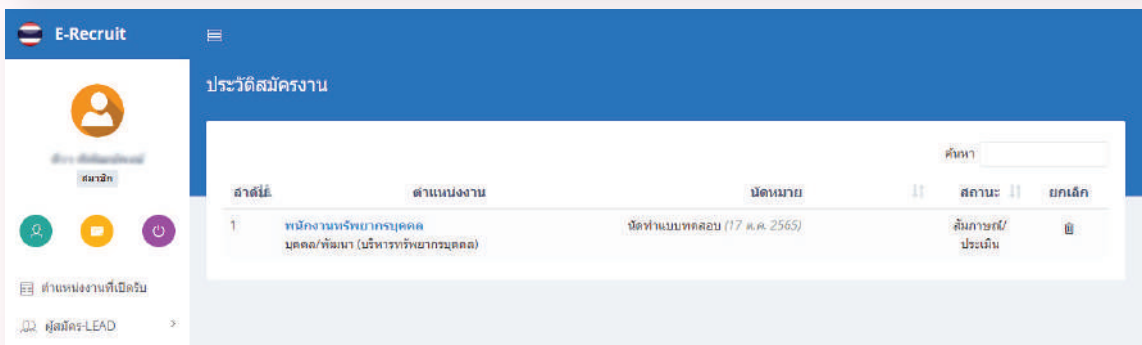 E-Recruit
ประวัติสมัครงาน
สมาชิก
ตำแหน่งงานที่เปิดรับ
ผู้สมัคร-LEAD
ค้นหา
ลำดับ ตำแหน่งงาน นัดหมาย สถานะ ยกเลิก
1 พนักงานทรัพยากรบุคคล นัดทำแบบทดสอบ (17 ต.ค. 2565) สัมภาษณ์/
บุคคล/พัฒนา (บริหารทรัพยากรบุคคล) ประเมิน